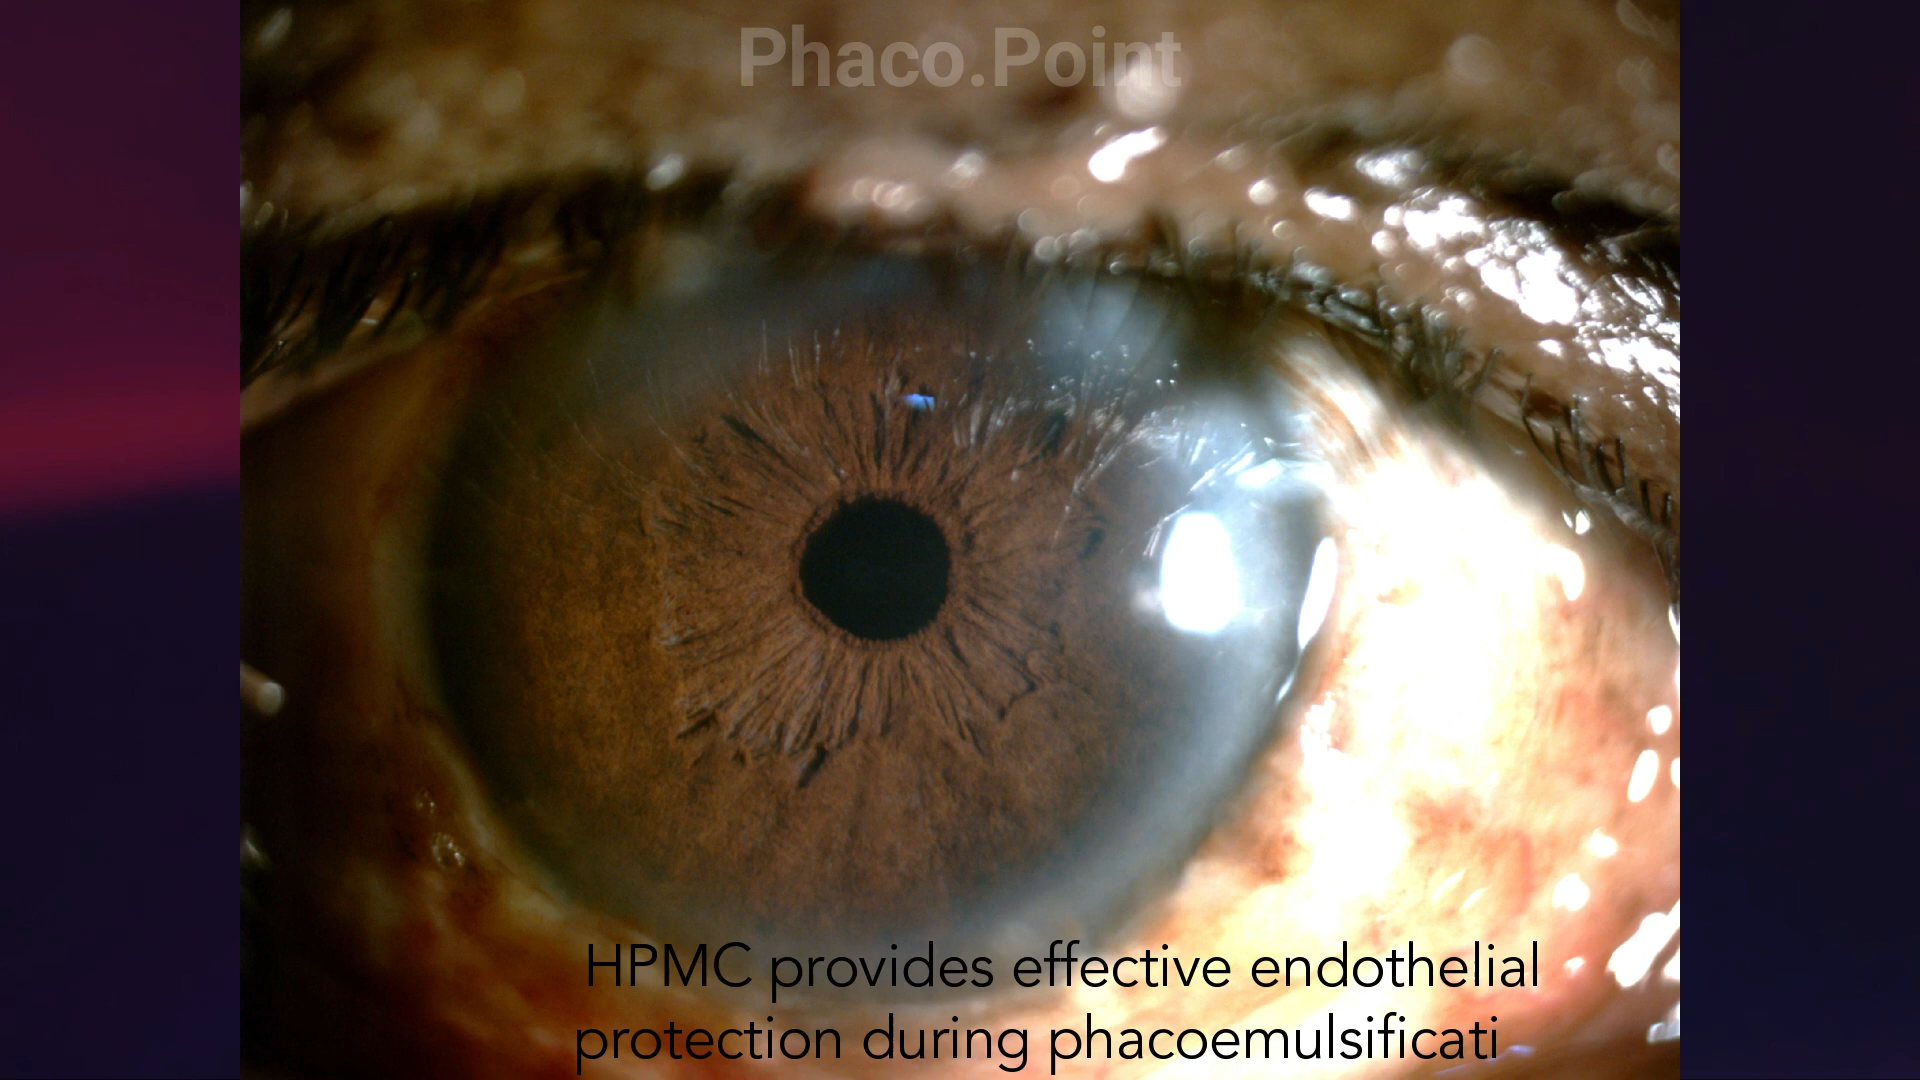 Phaco.Point
HPMC provides effective endothelial
protection during phacoemulsificati